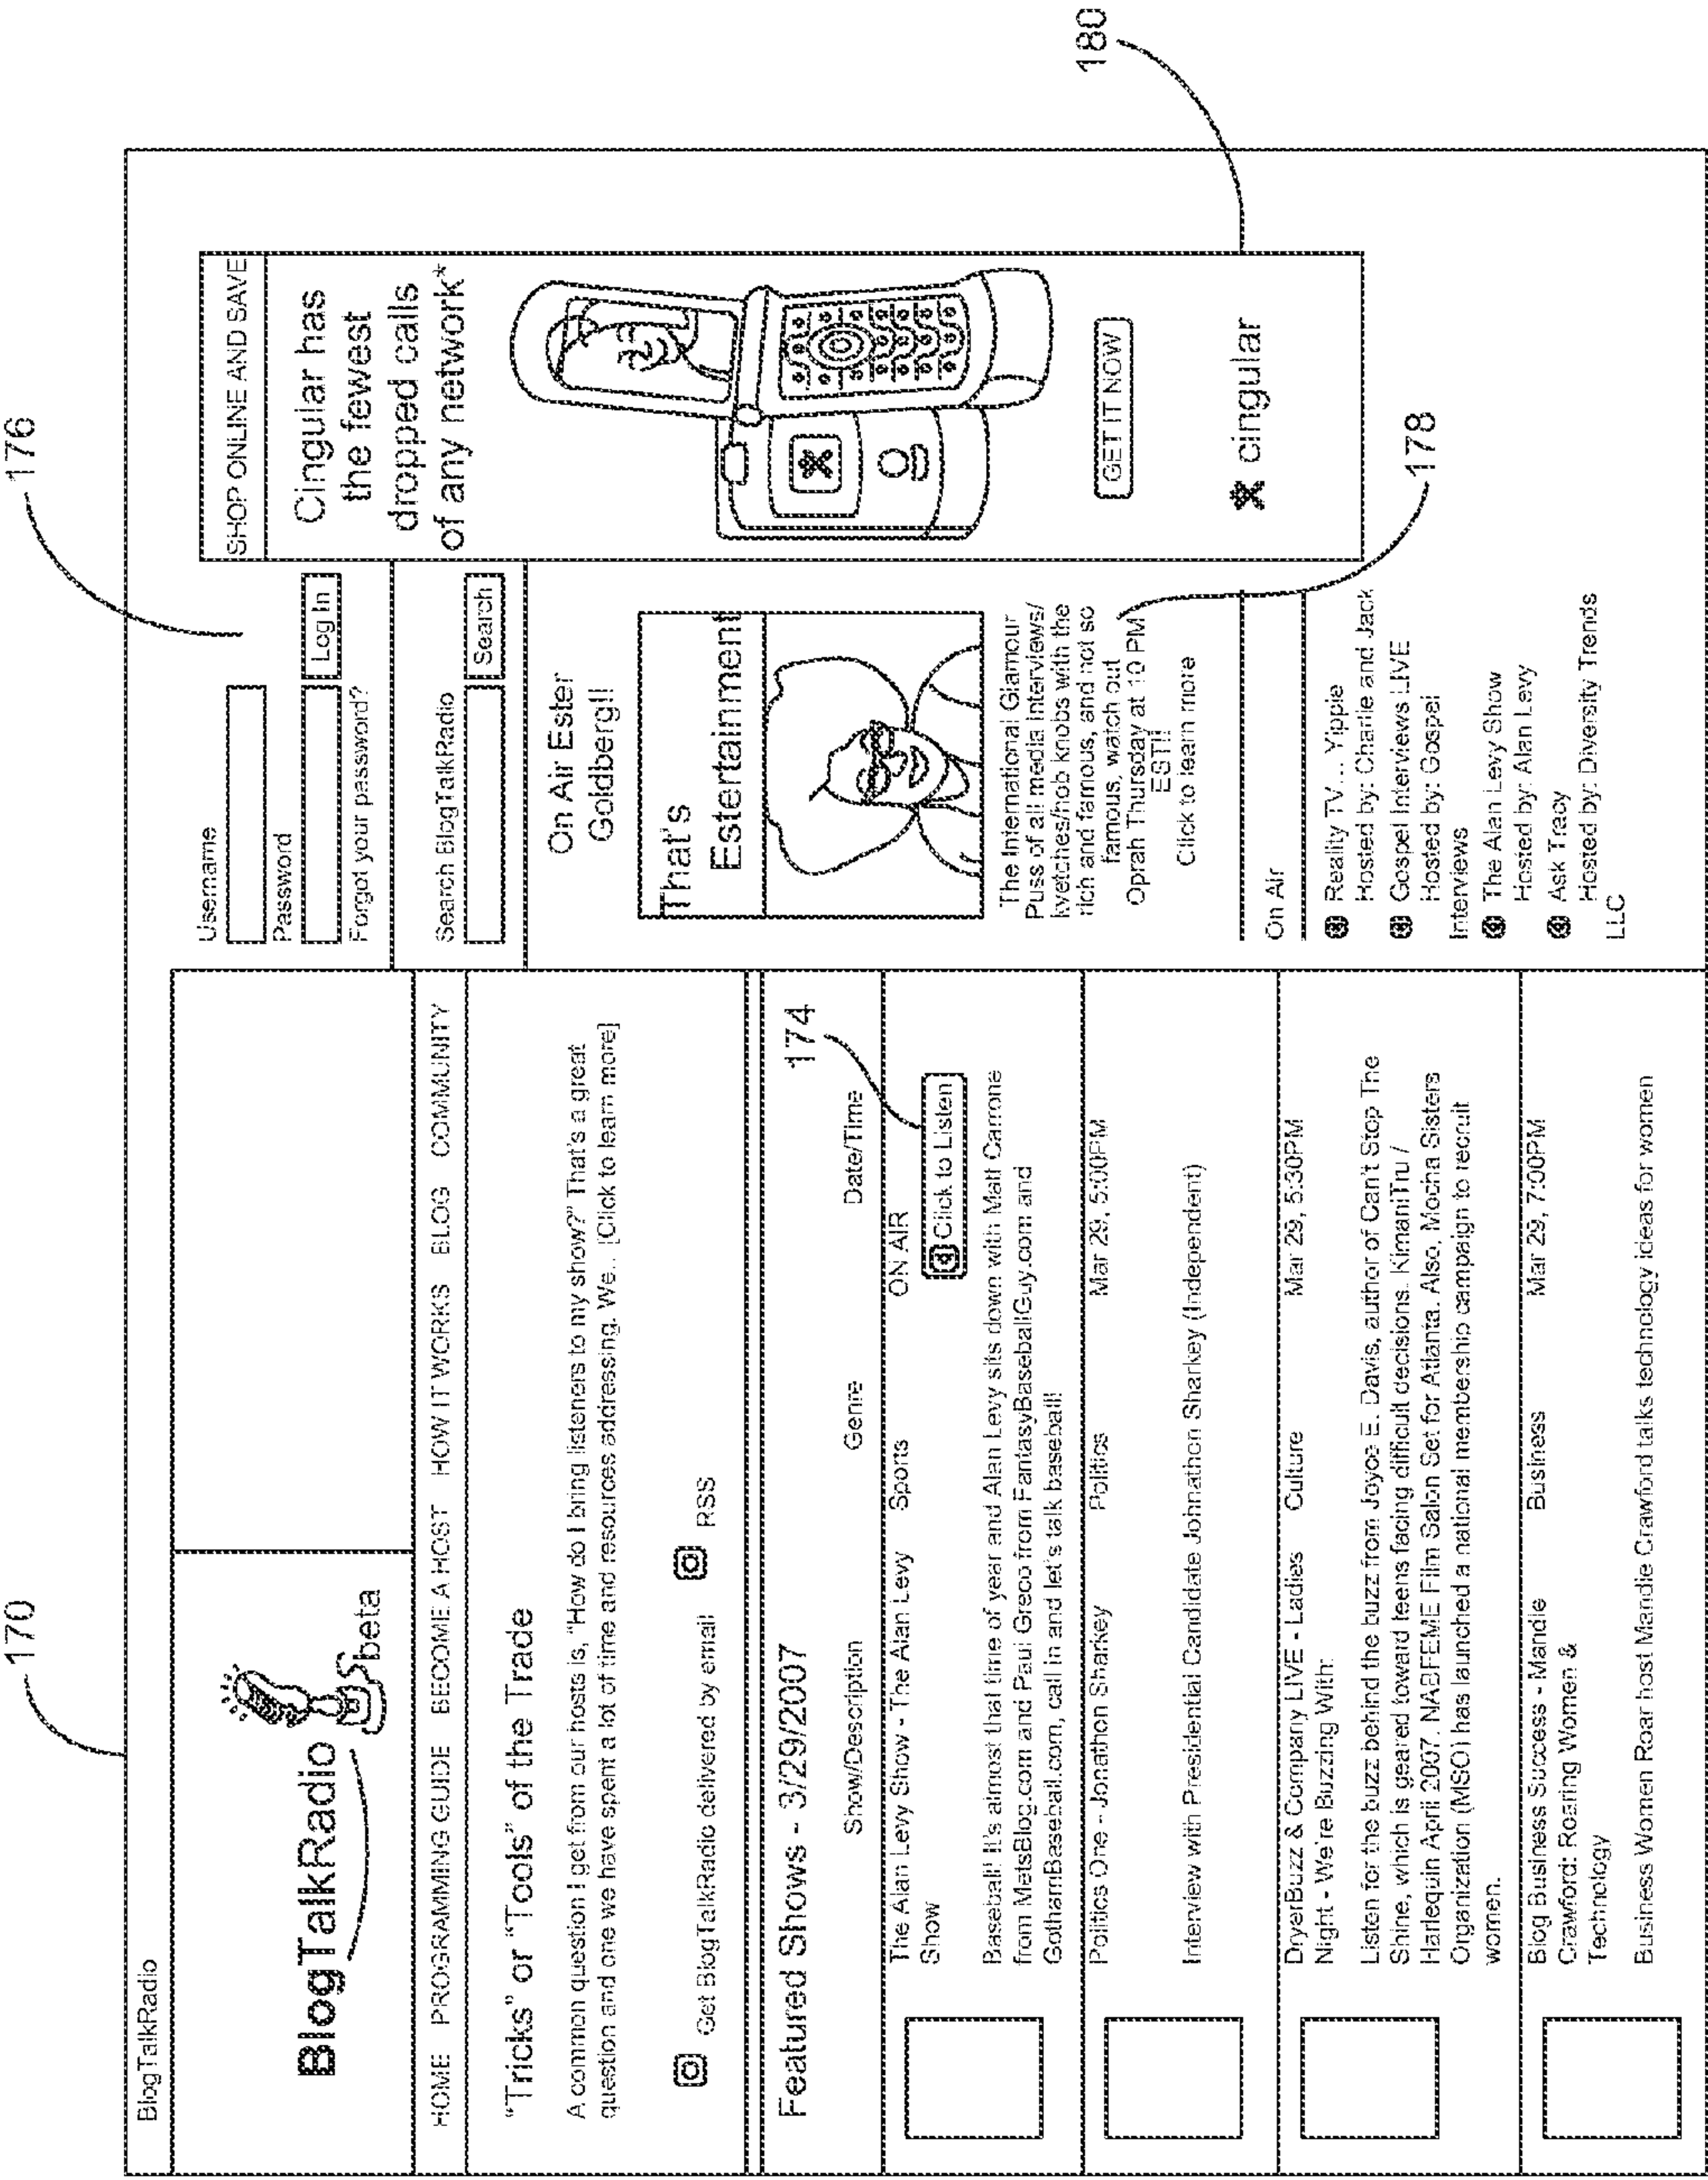 170
176
BlogTalkRadio
BlogTalkRadio beta
HOME PROGRAMMING GUIDE BECOME A HOST HOW IT WORKS BLOG COMMUNITY
"Tricks" or "Tools" of the Trade
A common question I get from our hosts is, "How do I bring listeners to my show?" That's a great
question and one we have spent a lot of time and resources addressing. We... [Click to learn more]
Get BlogTalkRadio delivered by email RSS
Featured Shows - 3/29/2007
174
Show/Description Genre Date/Time
The Alan Levy Show - The Alan Levy Sports ON AIR
Show
Click to Listen
Baseball! It's almost that time of year and Alan Levy sits down with Matt Cerrone
from MetsBlog.com and Paul Greco from FantasyBaseballGuy.com and
GothamBaseball.com, call in and let's talk baseball!
Politics One - Jonathon Sharkey Politics Mar 29, 5:00PM
Interview with Presidential Candidate Johnathon Sharkey (Independent)
DryerBuzz & Company LIVE - Ladies Culture Mar 29, 5:30PM
Night - We're Buzzing With:
Listen for the buzz behind the buzz from Joyce E. Davis, author of Can't Stop The
Shine, which is geared toward teens facing difficult decisions. KimaniTru /
Harlequin April 2007. NABFEME Film Salon Set for Atlanta. Also, Mocha Sisters
Organization (MSO) has launched a national membership campaign to recruit
women.
Blog Business Success - Mandie Business Mar 29, 7:00PM
Crawford: Roaring Women &
Technology
Business Women Roar host Mandie Crawford talks technology ideas for women
Username
Password
Log In
Forgot your password?
Search BlogTalkRadio
Search
On Air Ester
Goldberg!!
That's
Estertainment
The International Glamour
Puss of all media interviews/
kvetches/hob knobs with the
rich and famous, and not so
famous, watch out
Oprah Thursday at 10 PM
EST!!
Click to learn more
178
On Air
Reality TV.... Yippie
Hosted by: Charlie and Jack
Gospel Interviews LIVE
Hosted by: Gospel
Interviews
The Alan Levy Show
Hosted by: Alan Levy
Ask Tracy
Hosted by: Diversity Trends
LLC
SHOP ONLINE AND SAVE
Cingular has
the fewest
dropped calls
of any network*
GET IT NOW
cingular
180